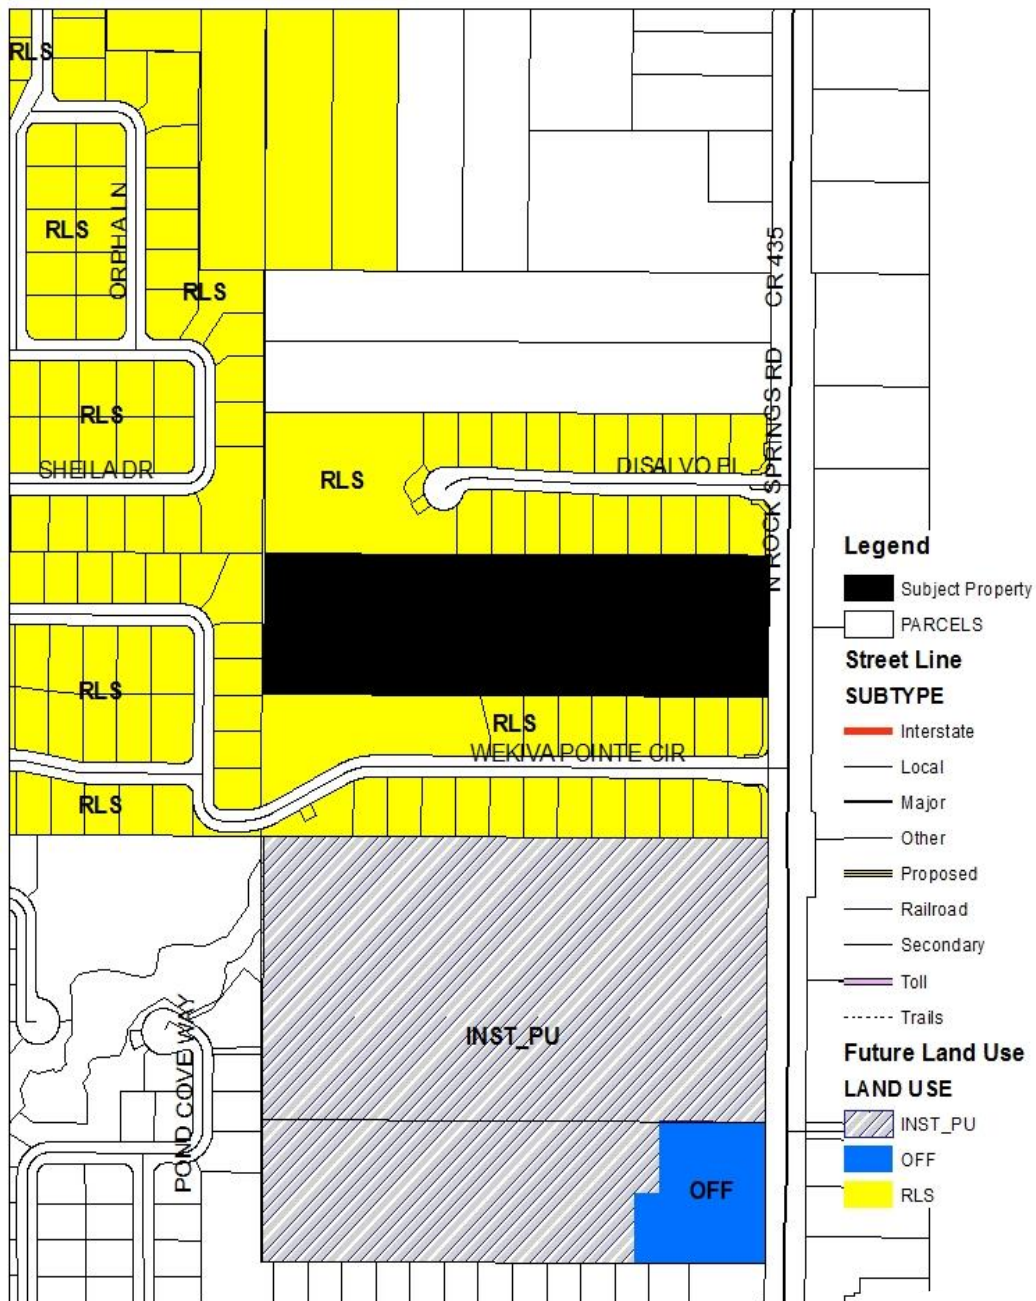 RLS
ORPHA LN
RLS
RLS
CR 435
RLS
SHEILA DR
RLS
DISALVO PL
N ROCK SPRINGS RD
RLS
RLS
WEKIVA POINTE CIR
RLS
INST_PU
POND COVE WAY
OFF
Legend
Subject Property
PARCELS
Street Line
SUBTYPE
Interstate
Local
Major
Other
Proposed
Railroad
Secondary
Toll
Trails
Future Land Use
LAND USE
INST_PU
OFF
RLS